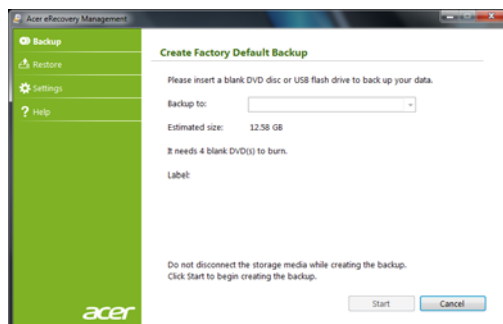 Acer eRecovery Management
Backup
Restore
Settings
? Help
Create Factory Default Backup
Please insert a blank DVD disc or USB flash drive to back up your data.
Backup to:
Estimated size: 12.58 GB
It needs 4 blank DVD(s) to burn.
Label:
Do not disconnect the storage media while creating the backup.
Click Start to begin creating the backup.
Start Cancel
acer